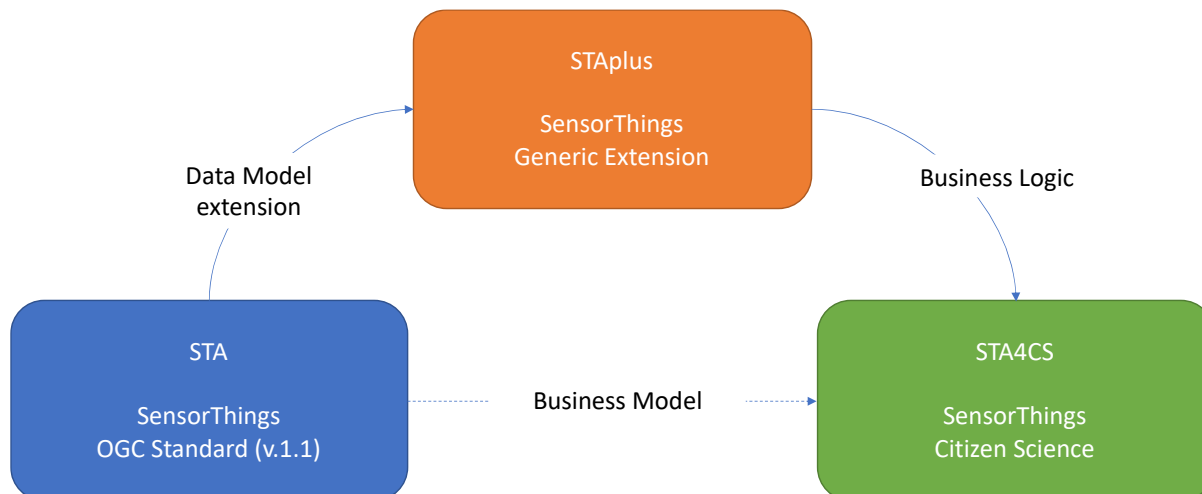 STAplus
SensorThings
Generic Extension
Data Model
extension
Business Logic
STA
SensorThings
OGC Standard (v.1.1)
Business Model
STA4CS
SensorThings
Citizen Science